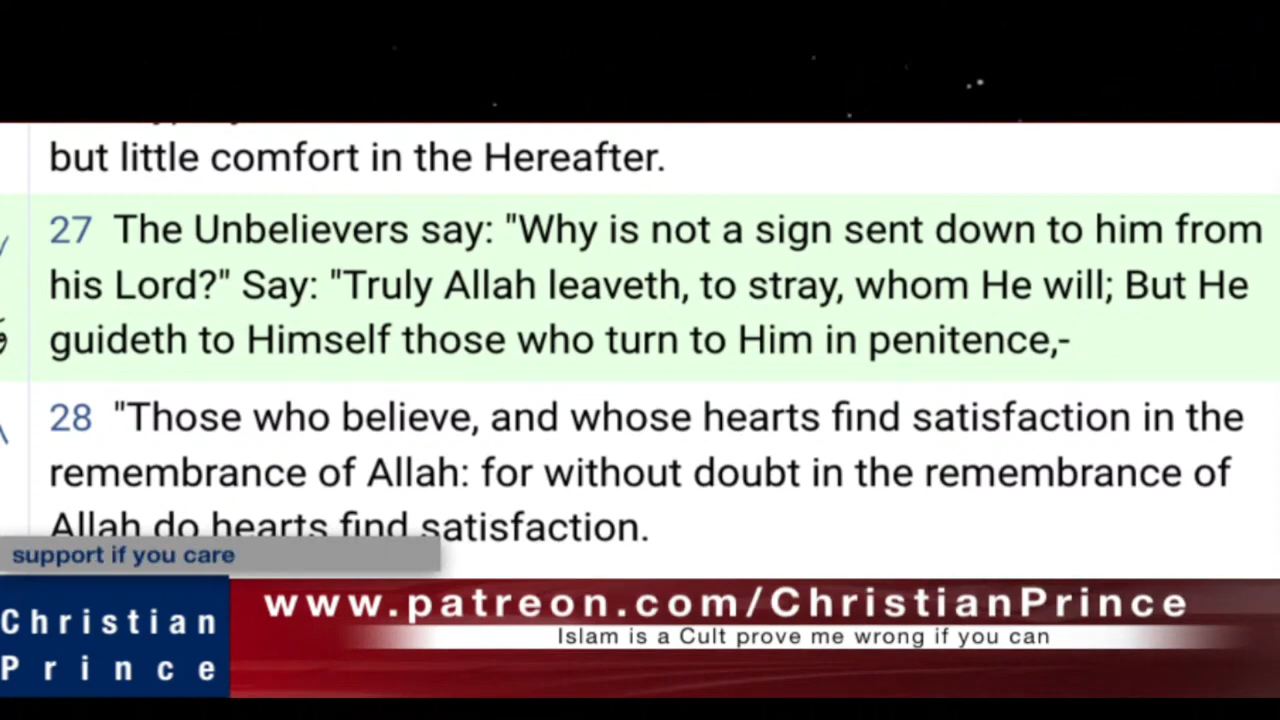 but little comfort in the Hereafter.
27 The Unbelievers say: "Why is not a sign sent down to him from
his Lord?" Say: "Truly Allah leaveth, to stray, whom He will; But He
guideth to Himself those who turn to Him in penitence,-
28 "Those who believe, and whose hearts find satisfaction in the
remembrance of Allah: for without doubt in the remembrance of
Allah do hearts find satisfaction.
support if you care
Christian
Prince
www.patreon.com/ChristianPrince
Islam is a Cult prove me wrong if you can